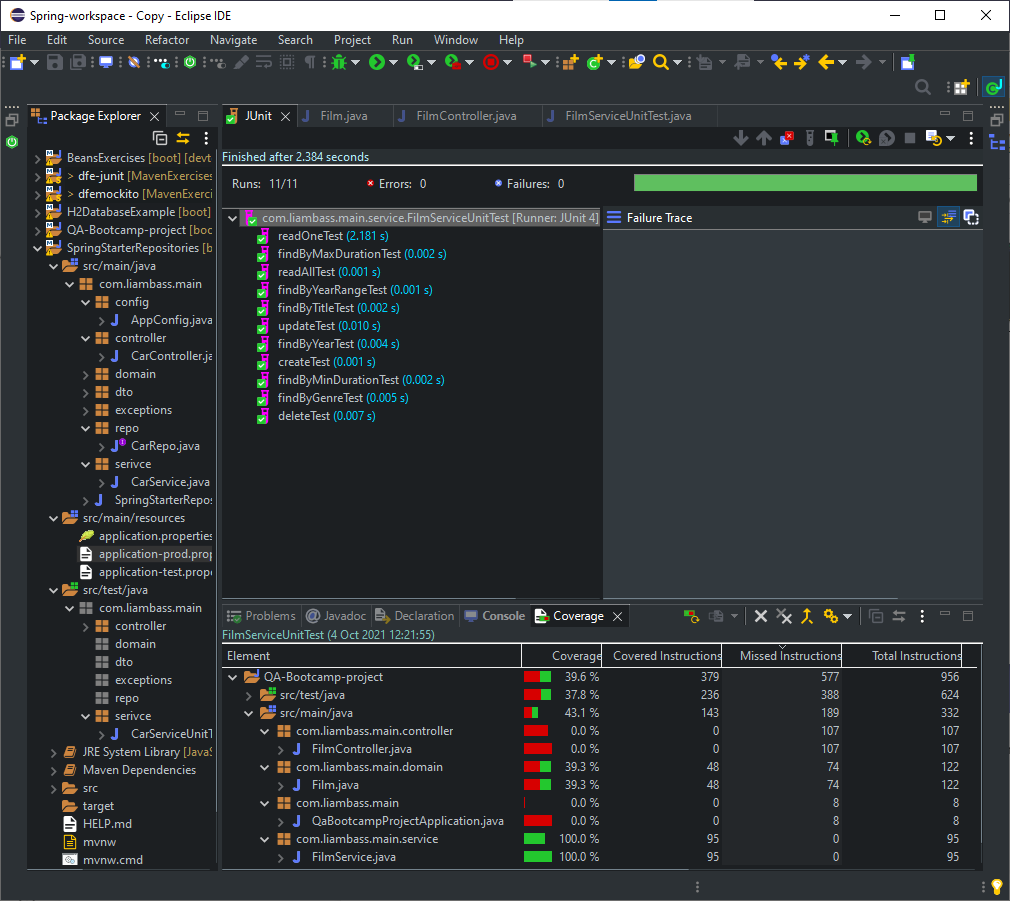 Spring-workspace - Copy - Eclipse IDE
File Edit Source Refactor Navigate Search Project Run Window Help
Package Explorer
BeansExercises [boot] [devt
> dfe-junit [MavenExercises
> dfemockito [MavenExerci
H2DatabaseExample [boot]
QA-Bootcamp-project [boo
SpringStarterRepositories [b
src/main/java
com.liambass.main
config
AppConfig.java
controller
CarController.ja
domain
dto
exceptions
repo
CarRepo.java
serivce
CarService.java
SpringStarterRepos
src/main/resources
application.properties
application-prod.prop
application-test.prope
src/test/java
com.liambass.main
controller
domain
dto
exceptions
repo
serivce
CarServiceUnitT
JRE System Library [JavaS
Maven Dependencies
src
target
HELP.md
mvnw
mvnw.cmd
JUnit Film.java FilmController.java FilmServiceUnitTest.java
Finished after 2.384 seconds
Runs: 11/11 Errors: 0 Failures: 0
com.liambass.main.service.FilmServiceUnitTest [Runner: JUnit 4]
readOneTest (2.181 s)
findByMaxDurationTest (0.002 s)
readAllTest (0.001 s)
findByYearRangeTest (0.001 s)
findByTitleTest (0.002 s)
updateTest (0.010 s)
findByYearTest (0.004 s)
createTest (0.001 s)
findByMinDurationTest (0.002 s)
findByGenreTest (0.005 s)
deleteTest (0.007 s)
Failure Trace
Problems Javadoc Declaration Console Coverage
FilmServiceUnitTest (4 Oct 2021 12:21:55)
Element Coverage Covered Instructions Missed Instructions Total Instructions
QA-Bootcamp-project 39.6 % 379 577 956
src/test/java 37.8 % 236 388 624
src/main/java 43.1 % 143 189 332
com.liambass.main.controller 0.0 % 0 107 107
FilmController.java 0.0 % 0 107 107
com.liambass.main.domain 39.3 % 48 74 122
Film.java 39.3 % 48 74 122
com.liambass.main 0.0 % 0 8 8
QaBootcampProjectApplication.java 0.0 % 0 8 8
com.liambass.main.service 100.0 % 95 0 95
FilmService.java 100.0 % 95 0 95